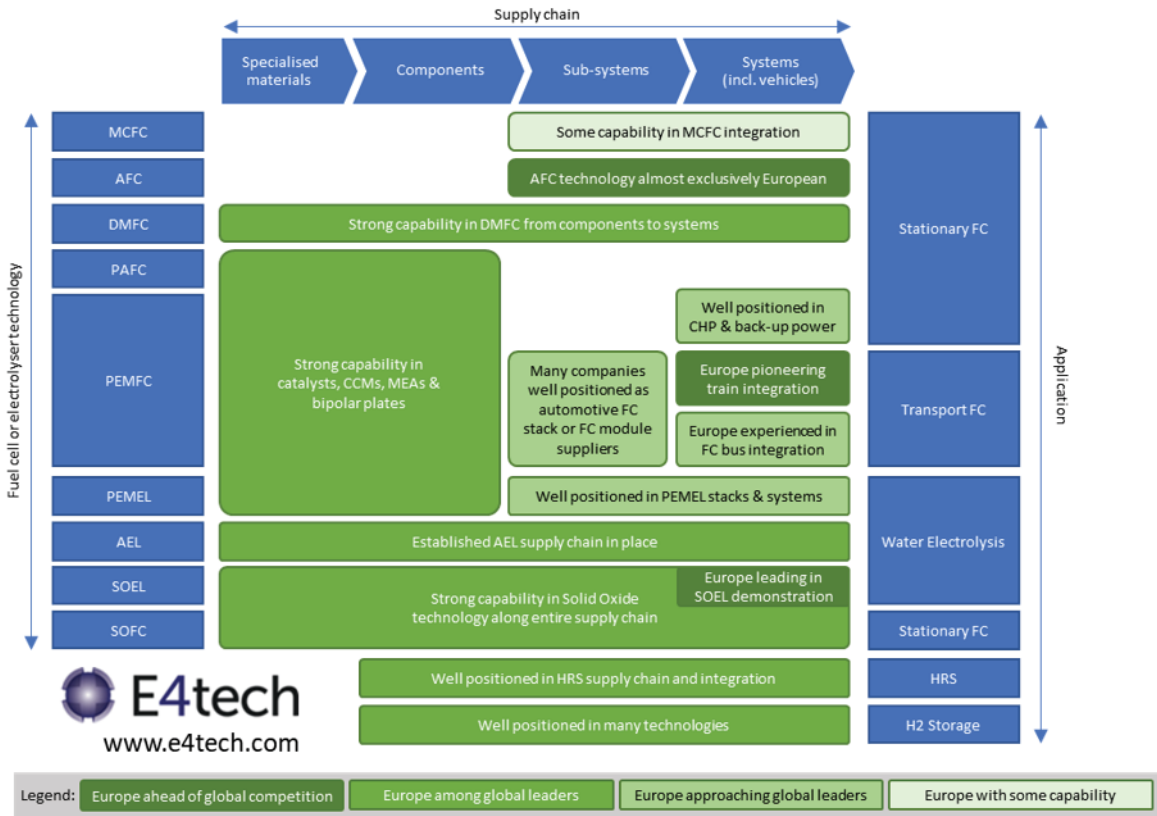 Supply chain
Specialised
materials
Components
Sub-systems
Systems
(incl. vehicles)
Fuel cell or electrolyser technology
MCFC
Some capability in MCFC integration
AFC
AFC technology almost exclusively European
DMFC
Strong capability in DMFC from components to systems
Stationary FC
PAFC
Well positioned in
CHP & back-up power
PEMFC
Strong capability in
catalysts, CCMs, MEAs &
bipolar plates
Many companies
well positioned as
automotive FC
stack or FC module
suppliers
Europe pioneering
train integration
Europe experienced in
FC bus integration
Transport FC
Application
PEMEL
Well positioned in PEMEL stacks & systems
AEL
Established AEL supply chain in place
Water Electrolysis
SOEL
Europe leading in
SOEL demonstration
Strong capability in Solid Oxide
technology along entire supply chain
SOFC
Stationary FC
Well positioned in HRS supply chain and integration
HRS
Well positioned in many technologies
H2 Storage
E4tech
www.e4tech.com
Legend:
Europe ahead of global competition
Europe among global leaders
Europe approaching global leaders
Europe with some capability